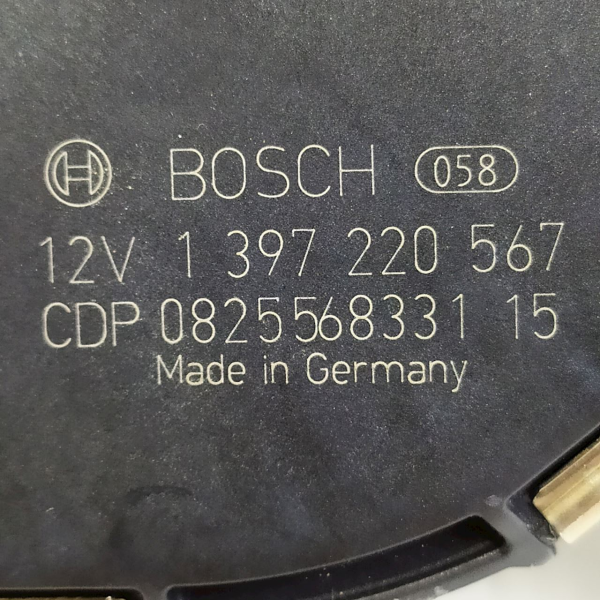 BOSCH 058
12V 1 397 220 567
CDP 0825568331 15
Made in Germany